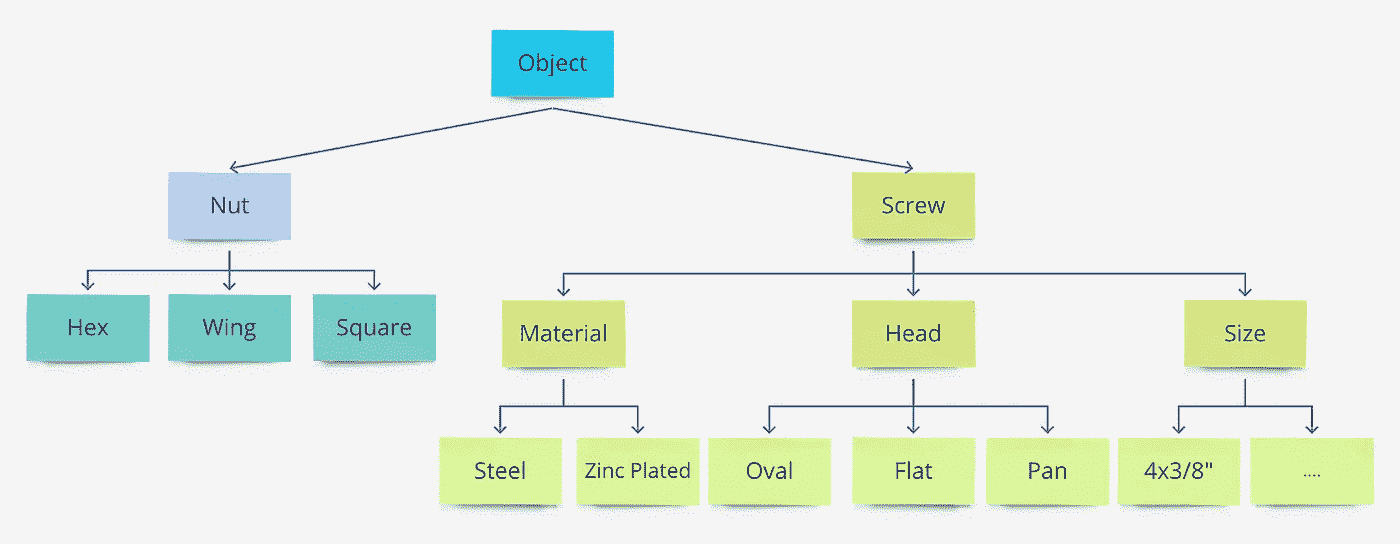 Object
Nut
Screw
Hex
Wing
Square
Material
Head
Size
Steel
Zinc Plated
Oval
Flat
Pan
4x3/8"
....